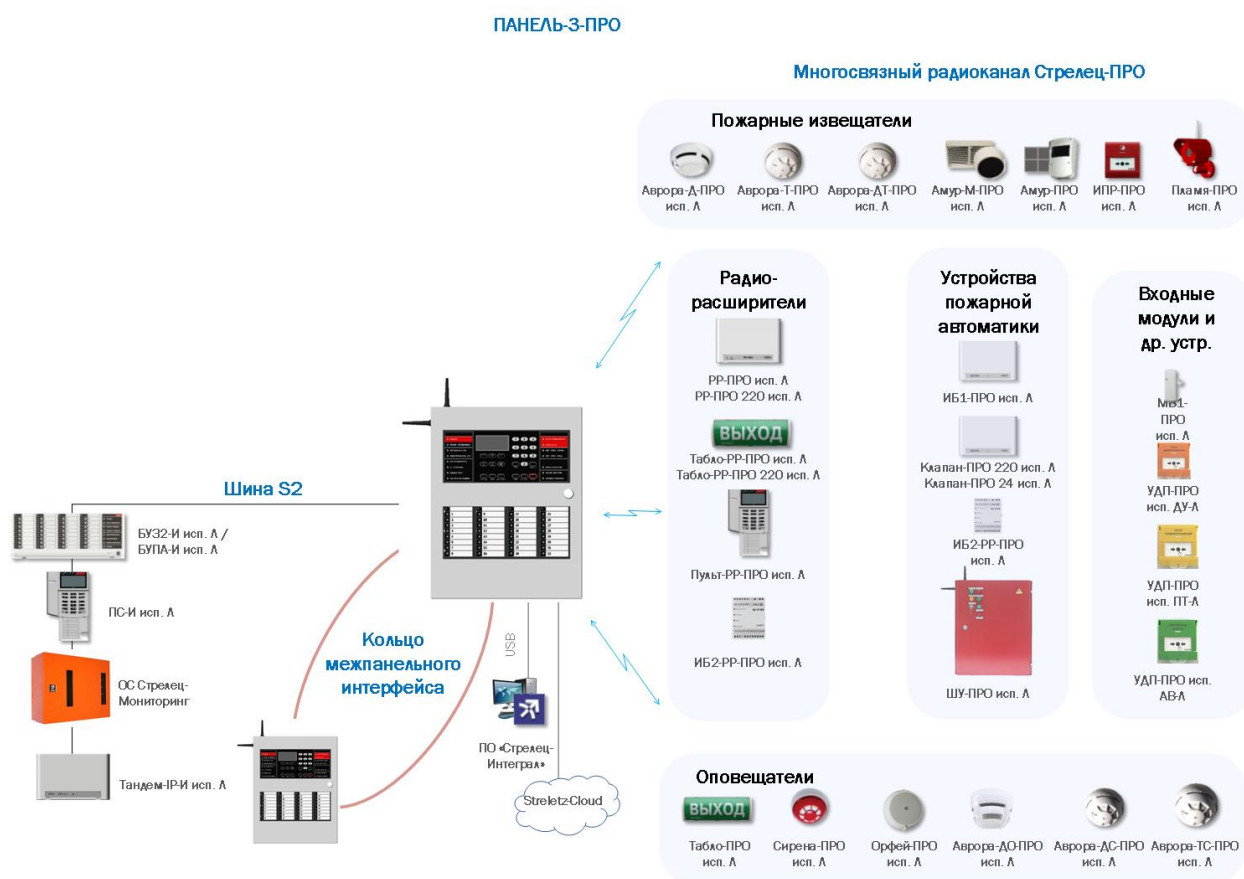 ПАНЕЛЬ-3-ПРО
Многосвязный радиоканал Стрелец-ПРО
Пожарные извещатели
Аврора-Д-ПРО
исп. Л
Аврора-Т-ПРО
исп. Л
Аврора-ДТ-ПРО
исп. Л
Амур-М-ПРО
исп. Л
Амур-ПРО
исп. Л
ИПР-ПРО
исп. Л
Пламя-ПРО
исп. Л
Радио-
расширители
РР-ПРО исп. Л
РР-ПРО 220 исп. Л
ВЫХОД
Табло-РР-ПРО исп. Л
Табло-РР-ПРО 220 исп. Л
Пульт-РР-ПРО исп. Л
ИБ2-РР-ПРО исп. Л
Устройства
пожарной
автоматики
ИБ1-ПРО исп. Л
Клапан-ПРО 220 исп. Л
Клапан-ПРО 24 исп. Л
ИБ2-РР-ПРО
исп. Л
ШУ-ПРО исп. Л
Входные
модули и
др. устр.
МВ1-
ПРО
исп. Л
УДП-ПРО
исп. ДУ-Л
УДП-ПРО
исп. ПТ-Л
УДП-ПРО исп.
АВ-Л
Шина S2
БУЗ2-И исп. Л /
БУПА-И исп. Л
ПС-И исп. Л
ОС Стрелец-
Мониторинг
Тандем-IP-И исп. Л
Кольцо
межпанельного
интерфейса
USB
ПО «Стрелец-
Интеграл»
Streletz-Cloud
Оповещатели
ВЫХОД
Табло-ПРО
исп. Л
Сирена-ПРО
исп. Л
Орфей-ПРО
исп. Л
Аврора-ДО-ПРО
исп. Л
Аврора-ДС-ПРО
исп. Л
Аврора-ТС-ПРО
исп. Л